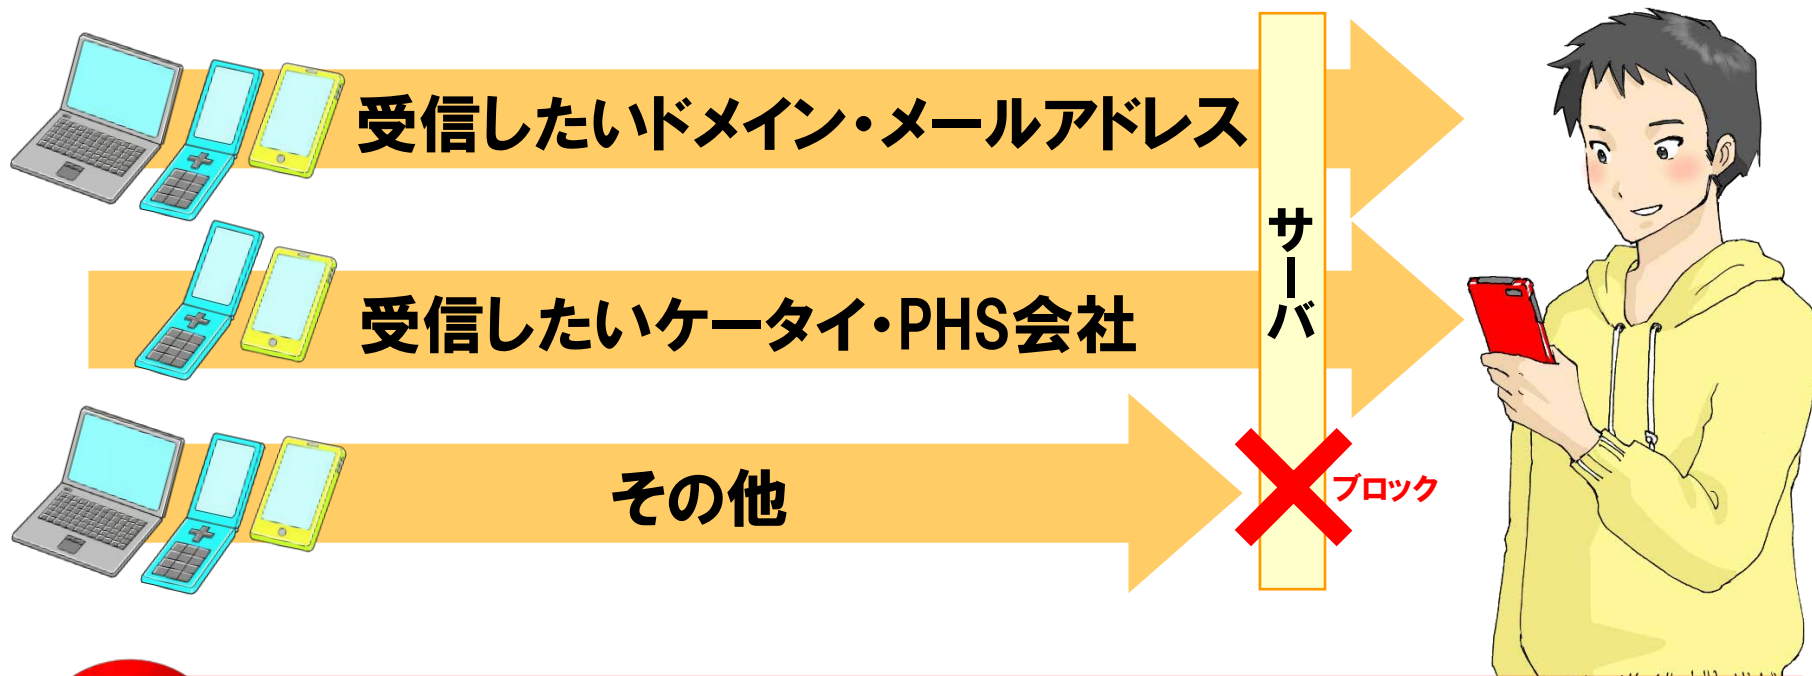 受信したいドメイン・メールアドレス
受信したいケータイ・PHS会社
その他
サーバ
ブロック